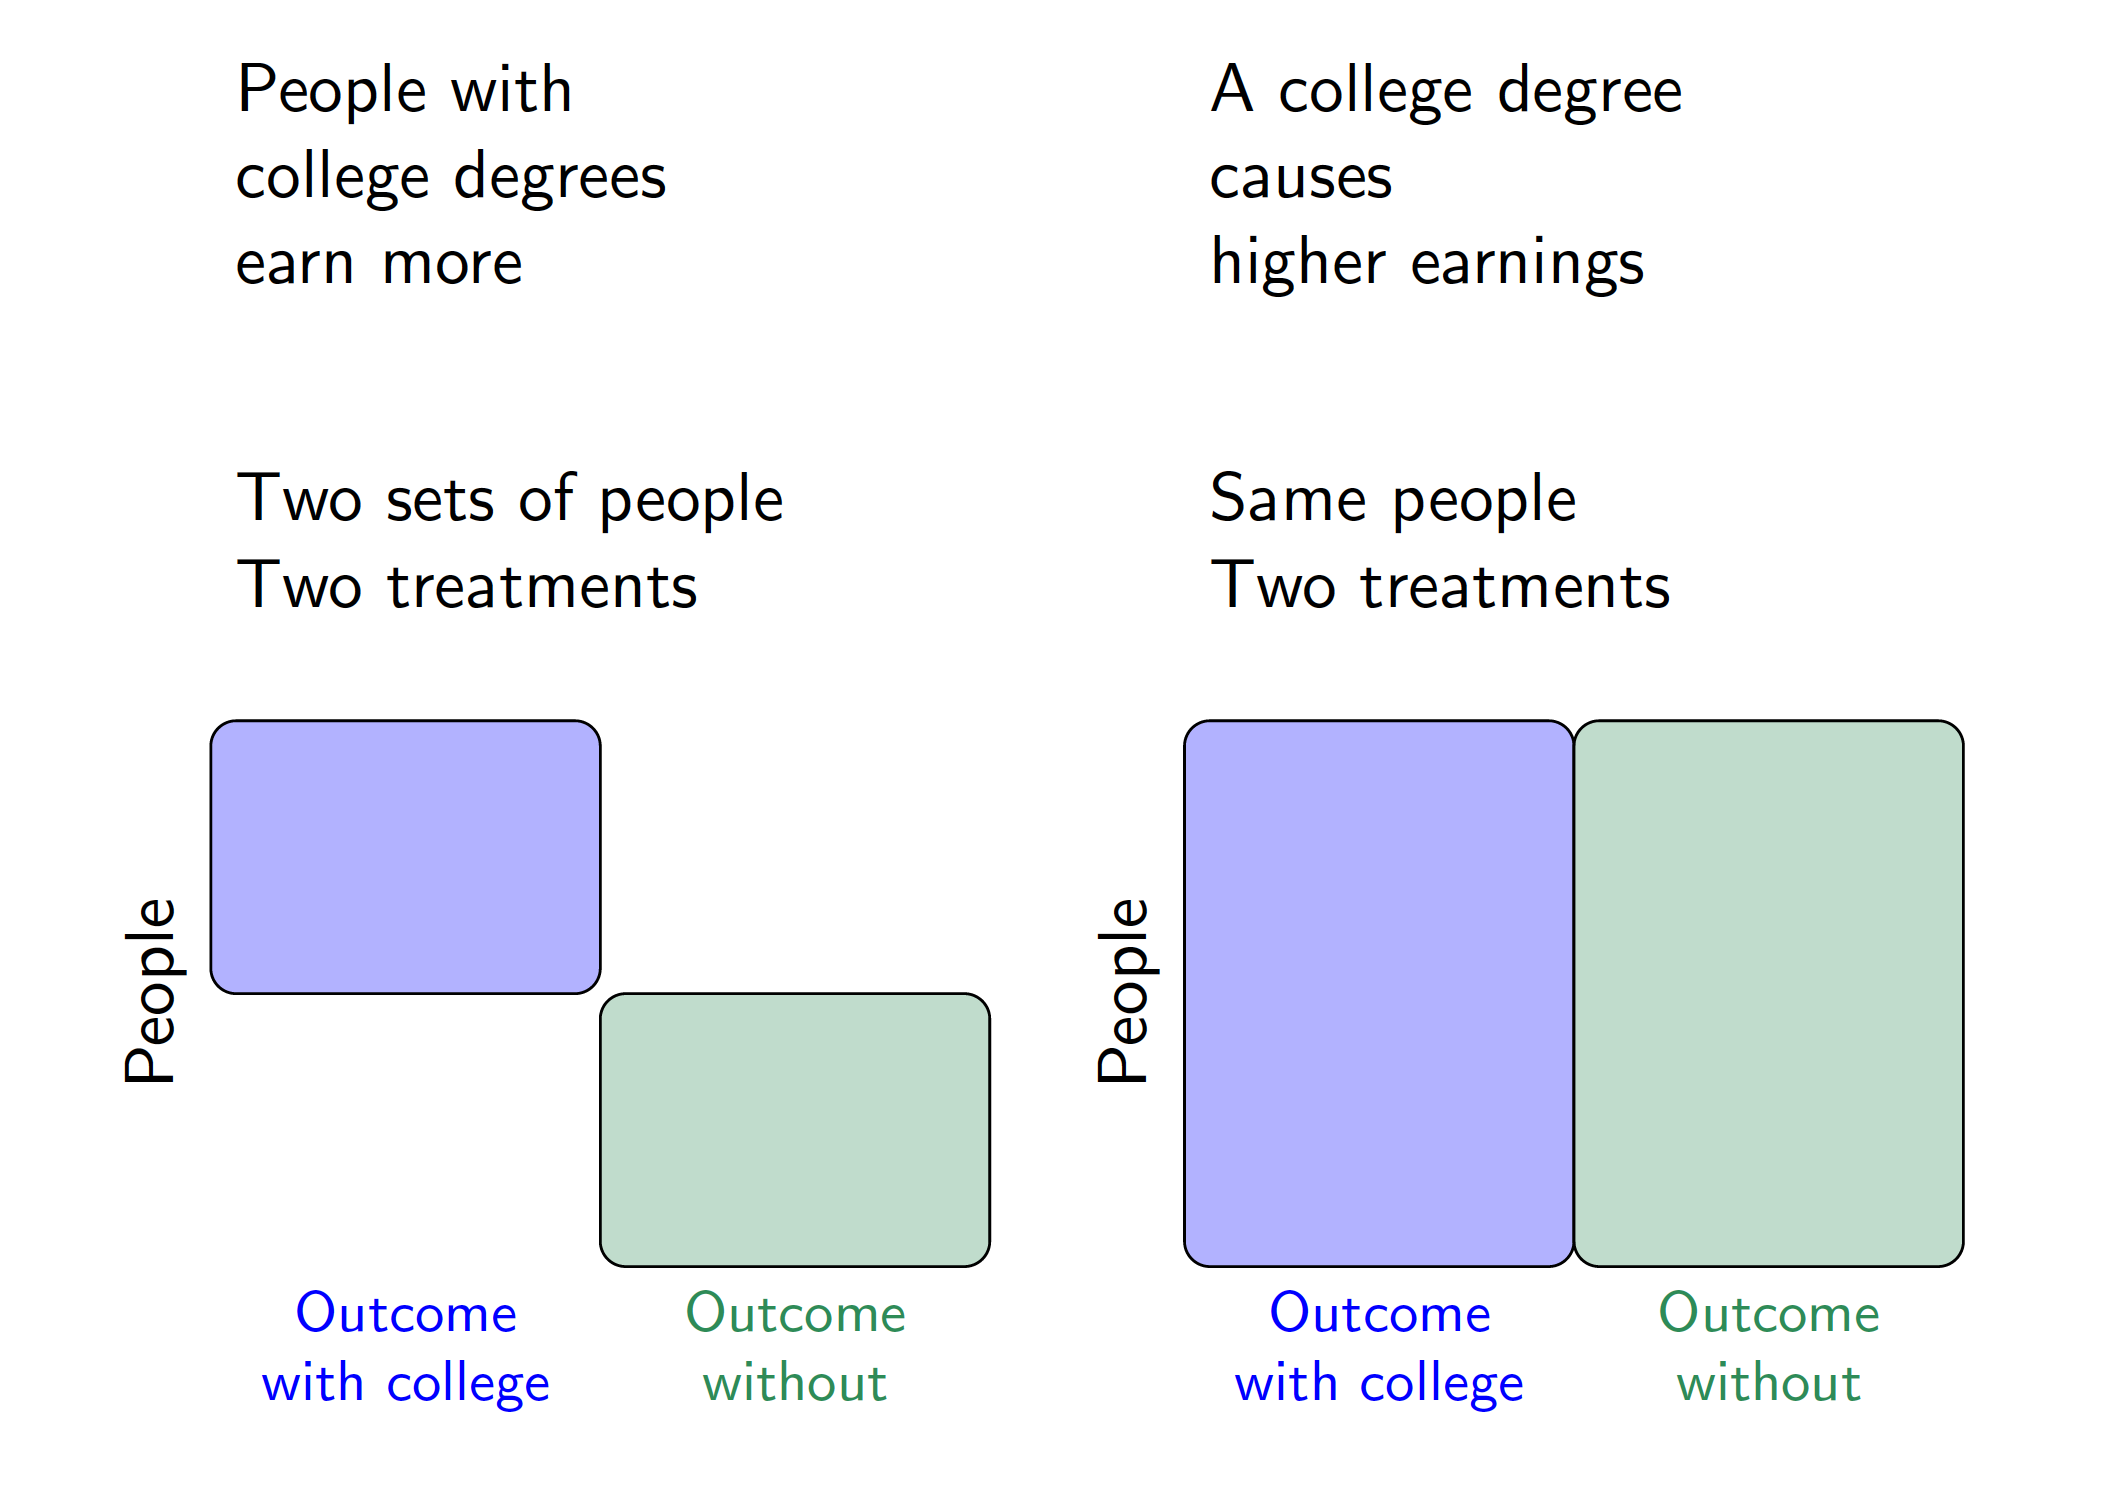 People with
college degrees
earn more
Two sets of people
Two treatments
People
Outcome
with college
Outcome
without
A college degree
causes
higher earnings
Same people
Two treatments
People
Outcome
with college
Outcome
without